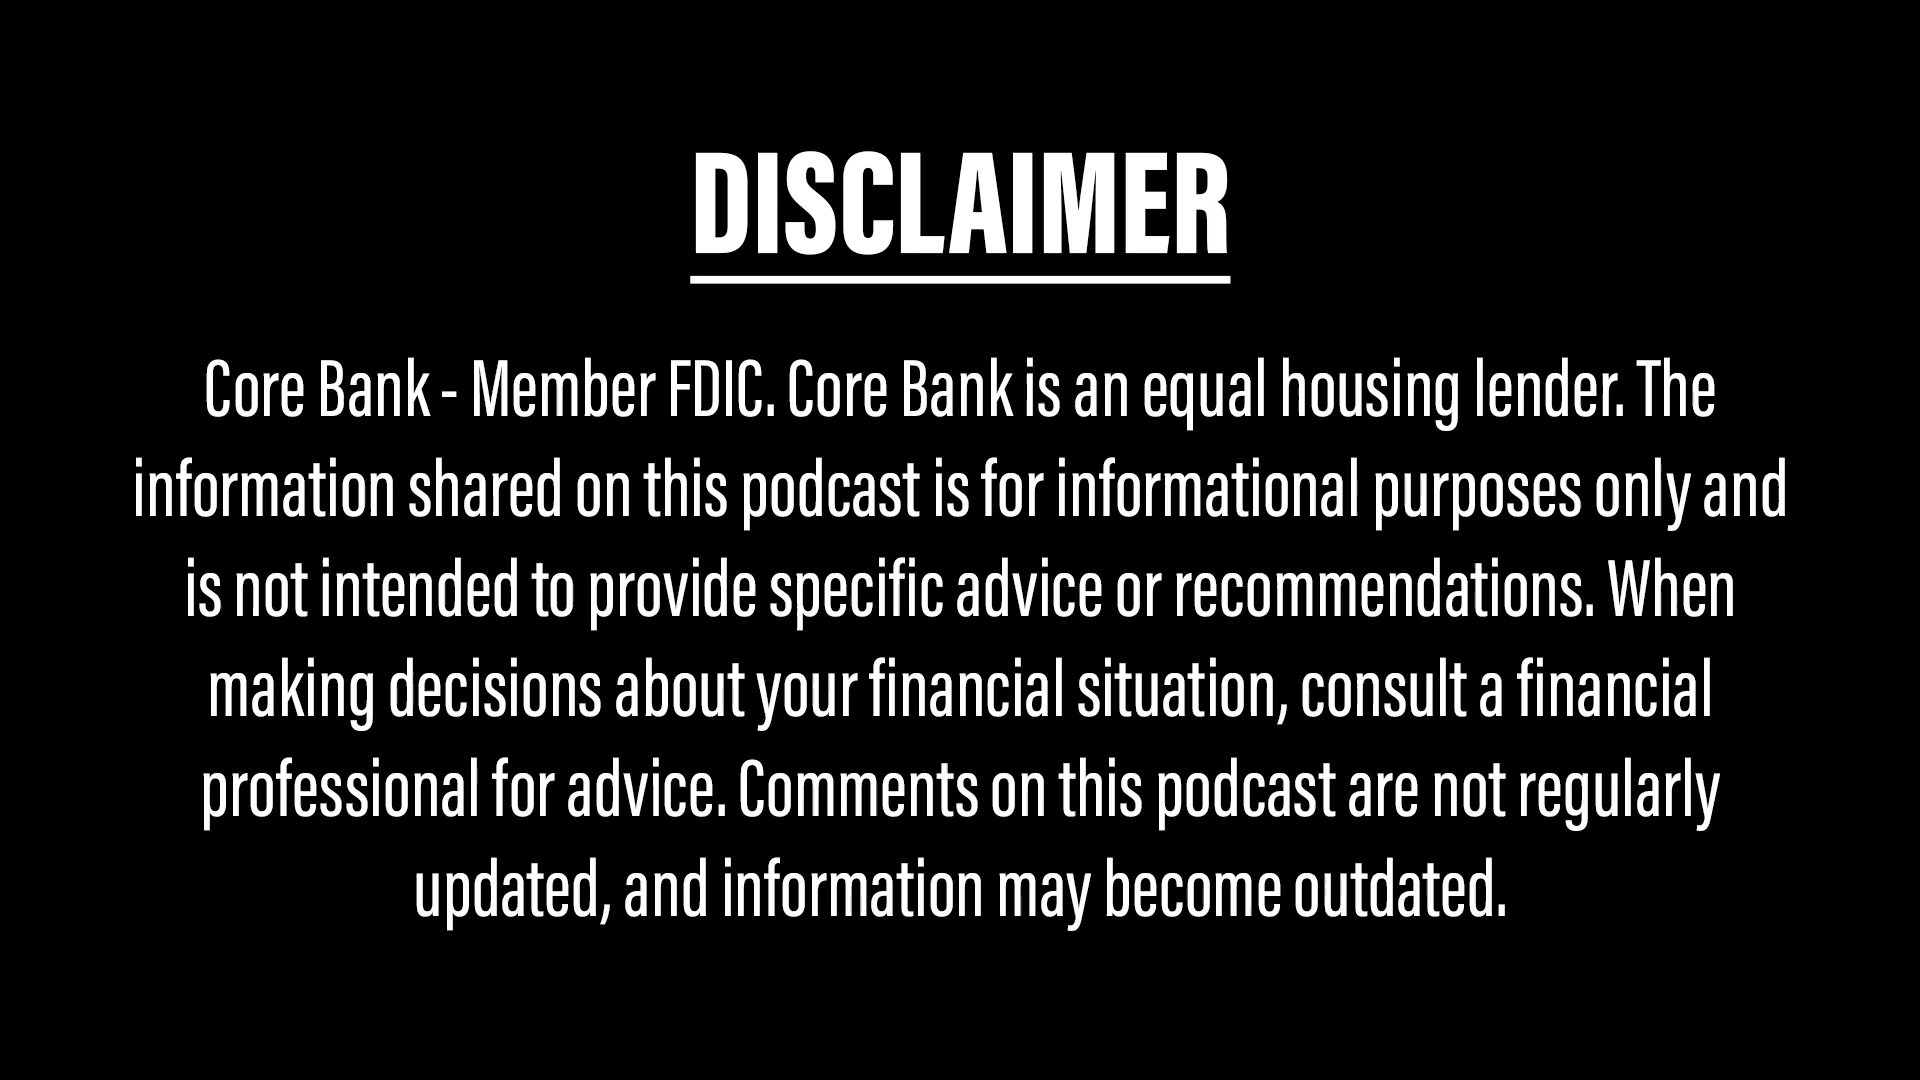 DISCLAIMER
Core Bank - Member FDIC. Core Bank is an equal housing lender. The
information shared on this podcast is for informational purposes only and
is not intended to provide specific advice or recommendations. When
making decisions about your financial situation, consult a financial
professional for advice. Comments on this podcast are not regularly
updated, and information may become outdated.